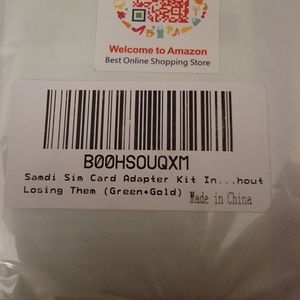 Welcome to Amazon
Best Online Shopping Store
B00HSOUQXM
Samdi Sim Card Adapter Kit In...hout
Losing Them (Green+Gold)
Made in China